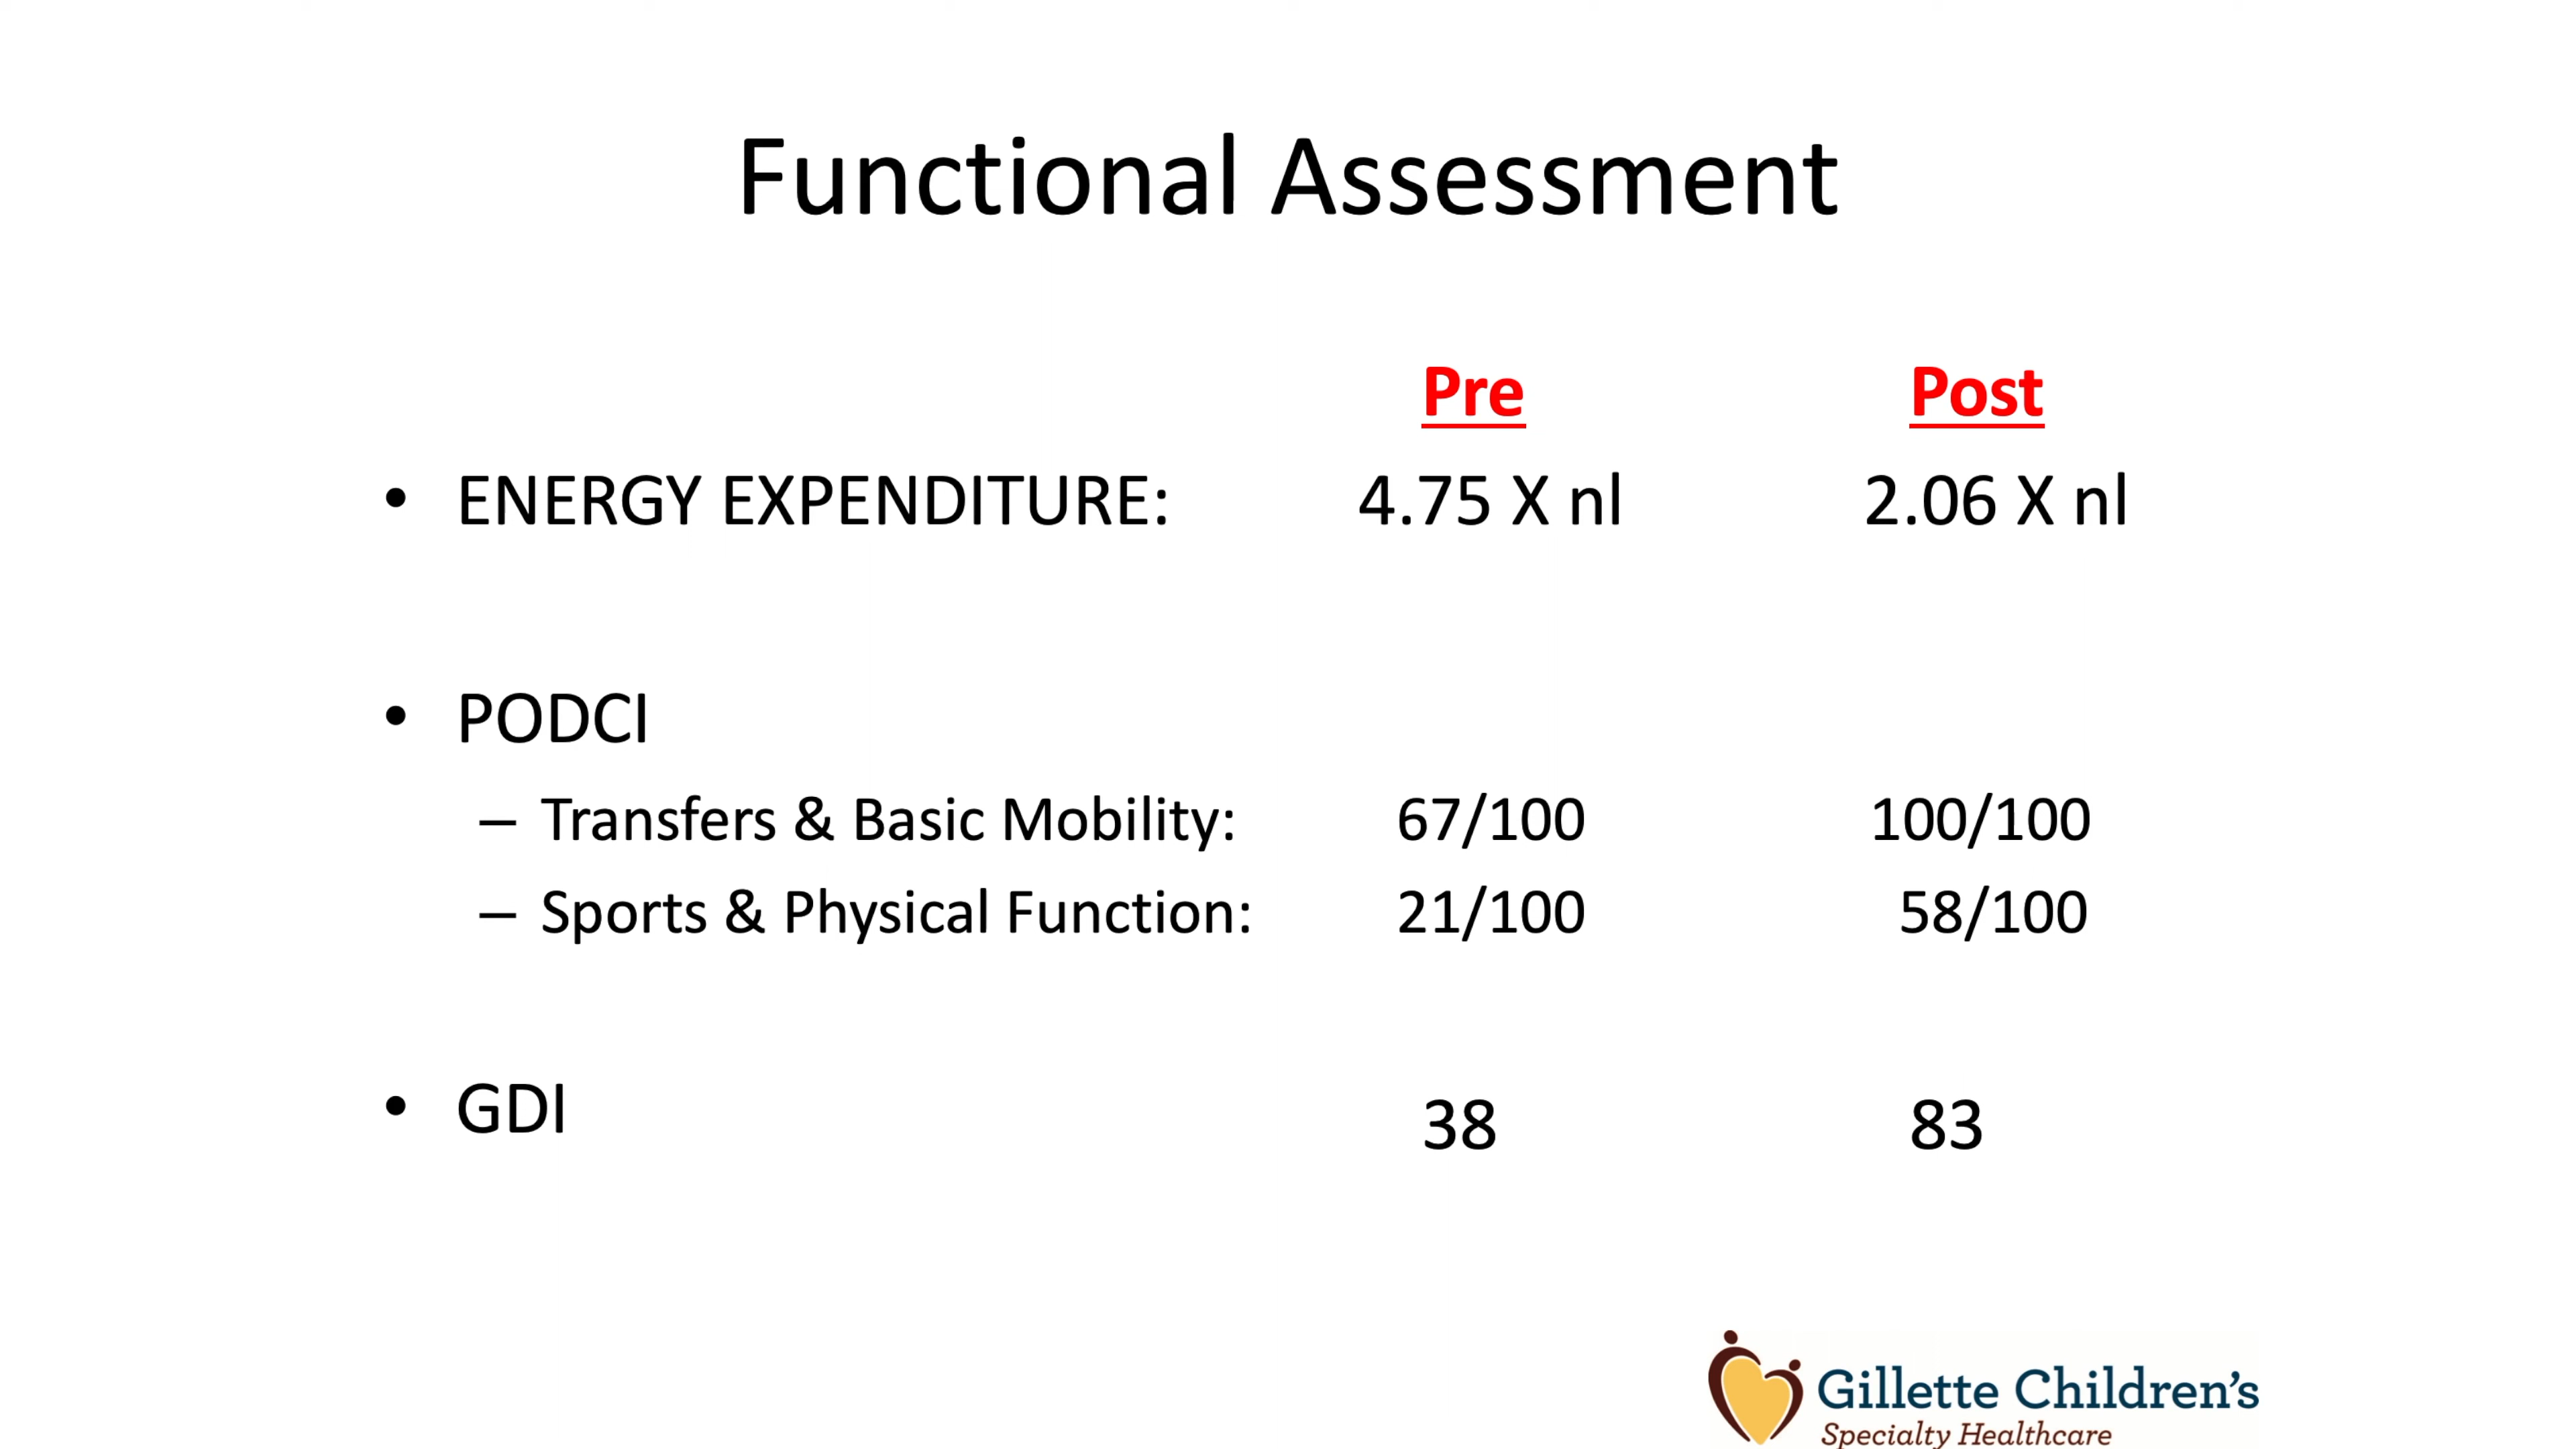 Functional Assessment
Pre Post
• ENERGY EXPENDITURE: 4.75 X nl 2.06 X nl
• PODCI
– Transfers & Basic Mobility: 67/100 100/100
– Sports & Physical Function: 21/100 58/100
• GDI 38 83
Gillette Children’s
Specialty Healthcare